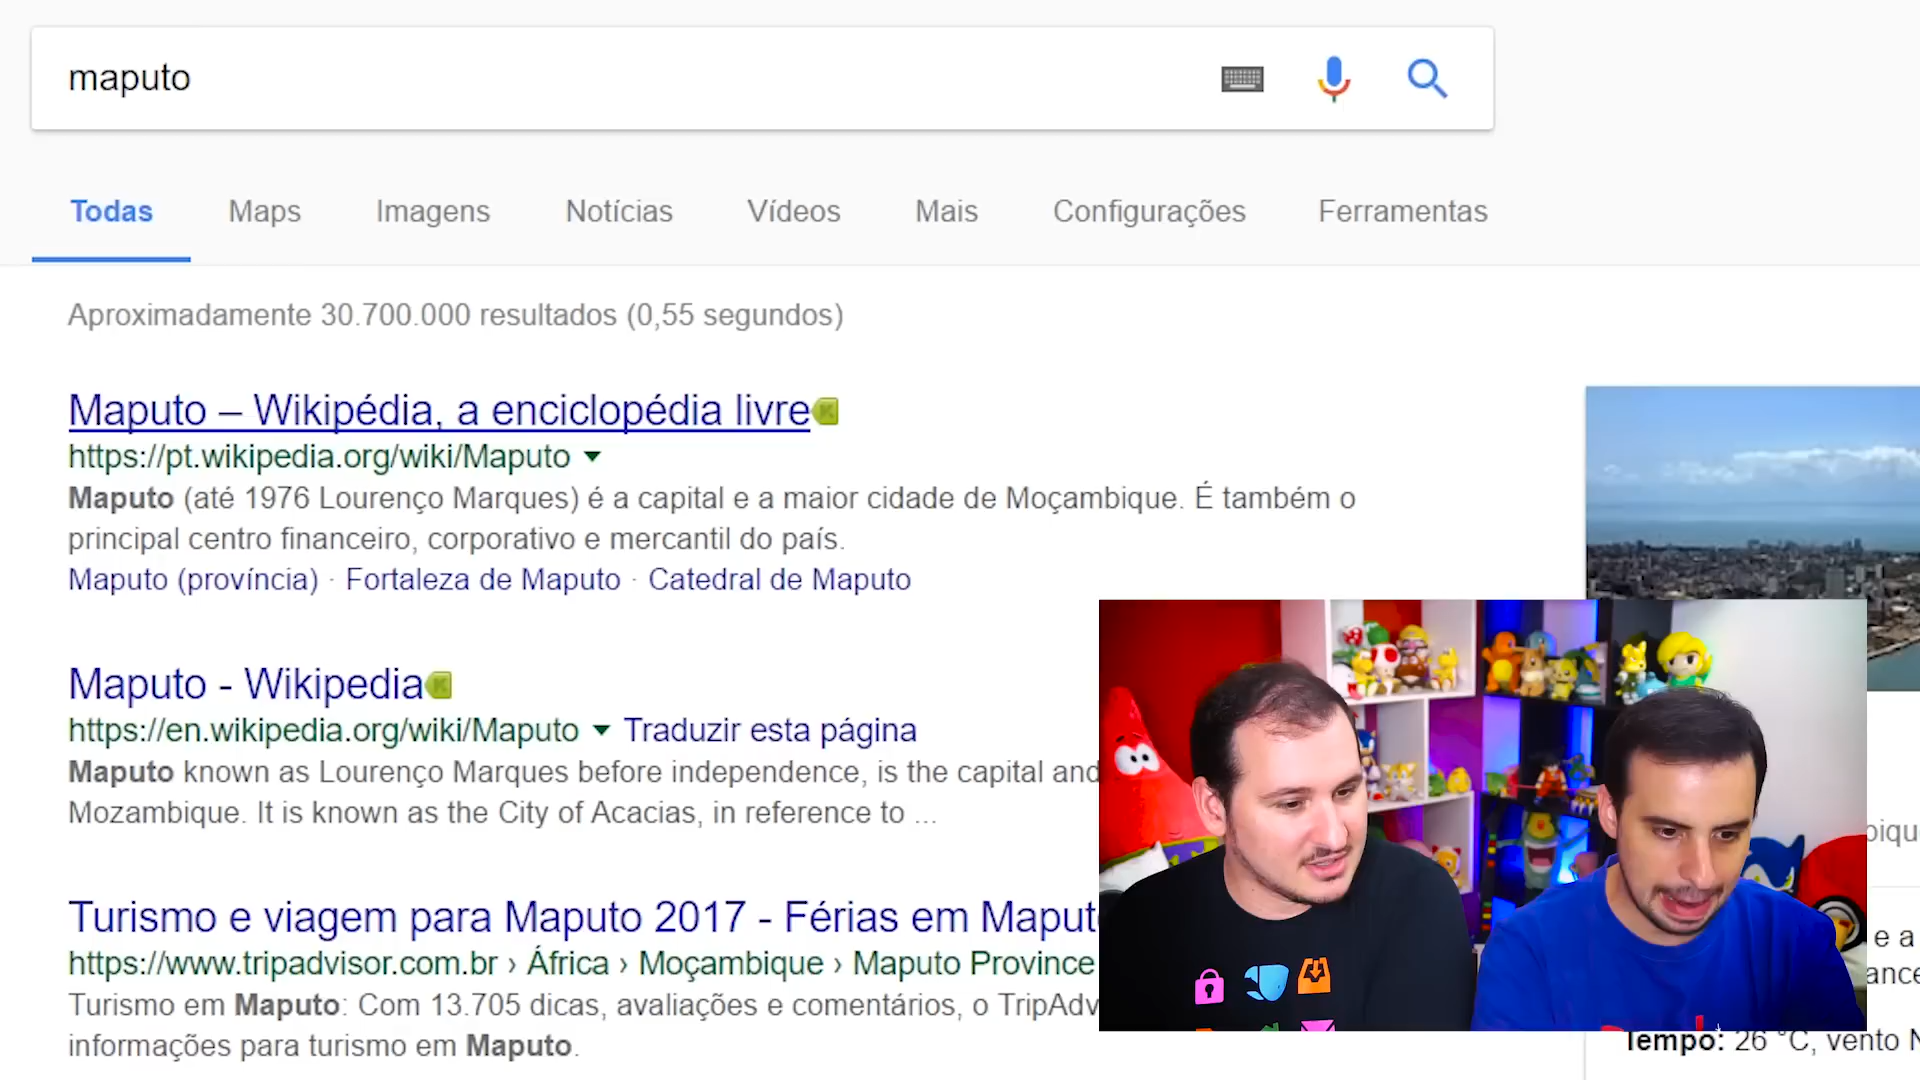 maputo
Todas Maps Imagens Notícias Vídeos Mais Configurações Ferramentas
Aproximadamente 30.700.000 resultados (0,55 segundos)
Maputo – Wikipédia, a enciclopédia livre
https://pt.wikipedia.org/wiki/Maputo
Maputo (até 1976 Lourenço Marques) é a capital e a maior cidade de Moçambique. É também o
principal centro financeiro, corporativo e mercantil do país.
Maputo (província) · Fortaleza de Maputo · Catedral de Maputo
Maputo - Wikipedia
https://en.wikipedia.org/wiki/Maputo Traduzir esta página
Maputo known as Lourenço Marques before independence, is the capital and
Mozambique. It is known as the City of Acacias, in reference to ...
Turismo e viagem para Maputo 2017 - Férias em Maput
https://www.tripadvisor.com.br › África › Moçambique › Maputo Province
Turismo em Maputo: Com 13.705 dicas, avaliações e comentários, o TripAdv
informações para turismo em Maputo.
e a
Tempo: 26 °C, vento N